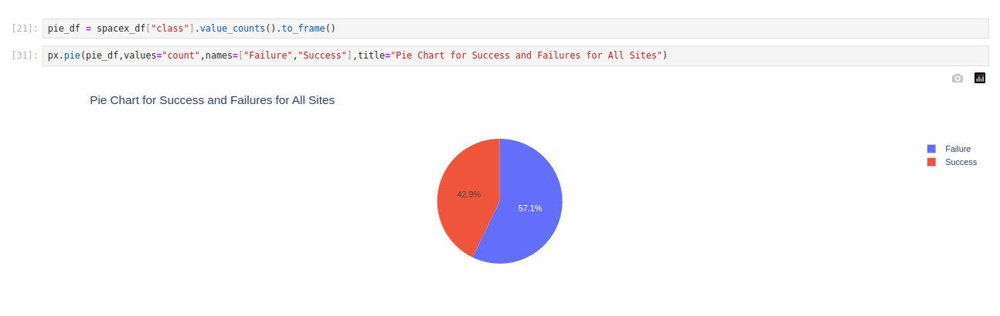 [21]: pie_df = spacex_df["class"].value_counts().to_frame()
[31]: px.pie(pie_df,values="count",names=["Failure","Success"],title="Pie Chart for Success and Failures for All Sites")
Pie Chart for Success and Failures for All Sites
Failure
Success
42.9%
57.1%